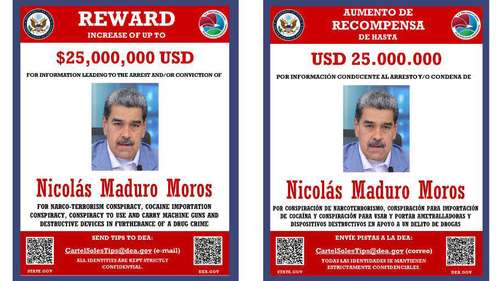 REWARD
INCREASE OF UP TO
$25,000,000 USD
FOR INFORMATION LEADING TO THE ARREST AND/OR CONVICTION OF
Nicolás Maduro Moros
FOR NARCO-TERRORISM CONSPIRACY, COCAINE IMPORTATION
CONSPIRACY, CONSPIRACY TO USE AND CARRY MACHINE GUNS AND
DESTRUCTIVE DEVICES IN FURTHERANCE OF A DRUG CRIME
SEND TIPS TO DEA:
CartelSolesTips@dea.gov (e-mail)
ALL IDENTITIES ARE KEPT STRICTLY
CONFIDENTIAL.
STATE.GOV
DEA.GOV
AUMENTO DE
RECOMPENSA
DE HASTA
USD 25.000.000
POR INFORMACIÓN CONDUCENTE AL ARRESTO Y/O CONDENA DE
Nicolás Maduro Moros
POR CONSPIRACIÓN DE NARCOTERRORISMO, CONSPIRACIÓN PARA IMPORTACIÓN
DE COCAÍNA Y CONSPIRACIÓN PARA USAR Y PORTAR AMETRALLADORAS Y
DISPOSITIVOS DESTRUCTIVOS EN APOYO A UN DELITO DE DROGAS
ENVÍE PISTAS A LA DEA:
CartelSolesTips@dea.gov (correo)
TODAS LAS IDENTIDADES SE MANTIENEN
ESTRICTAMENTE CONFIDENCIALES.
STATE.GOV
DEA.GOV